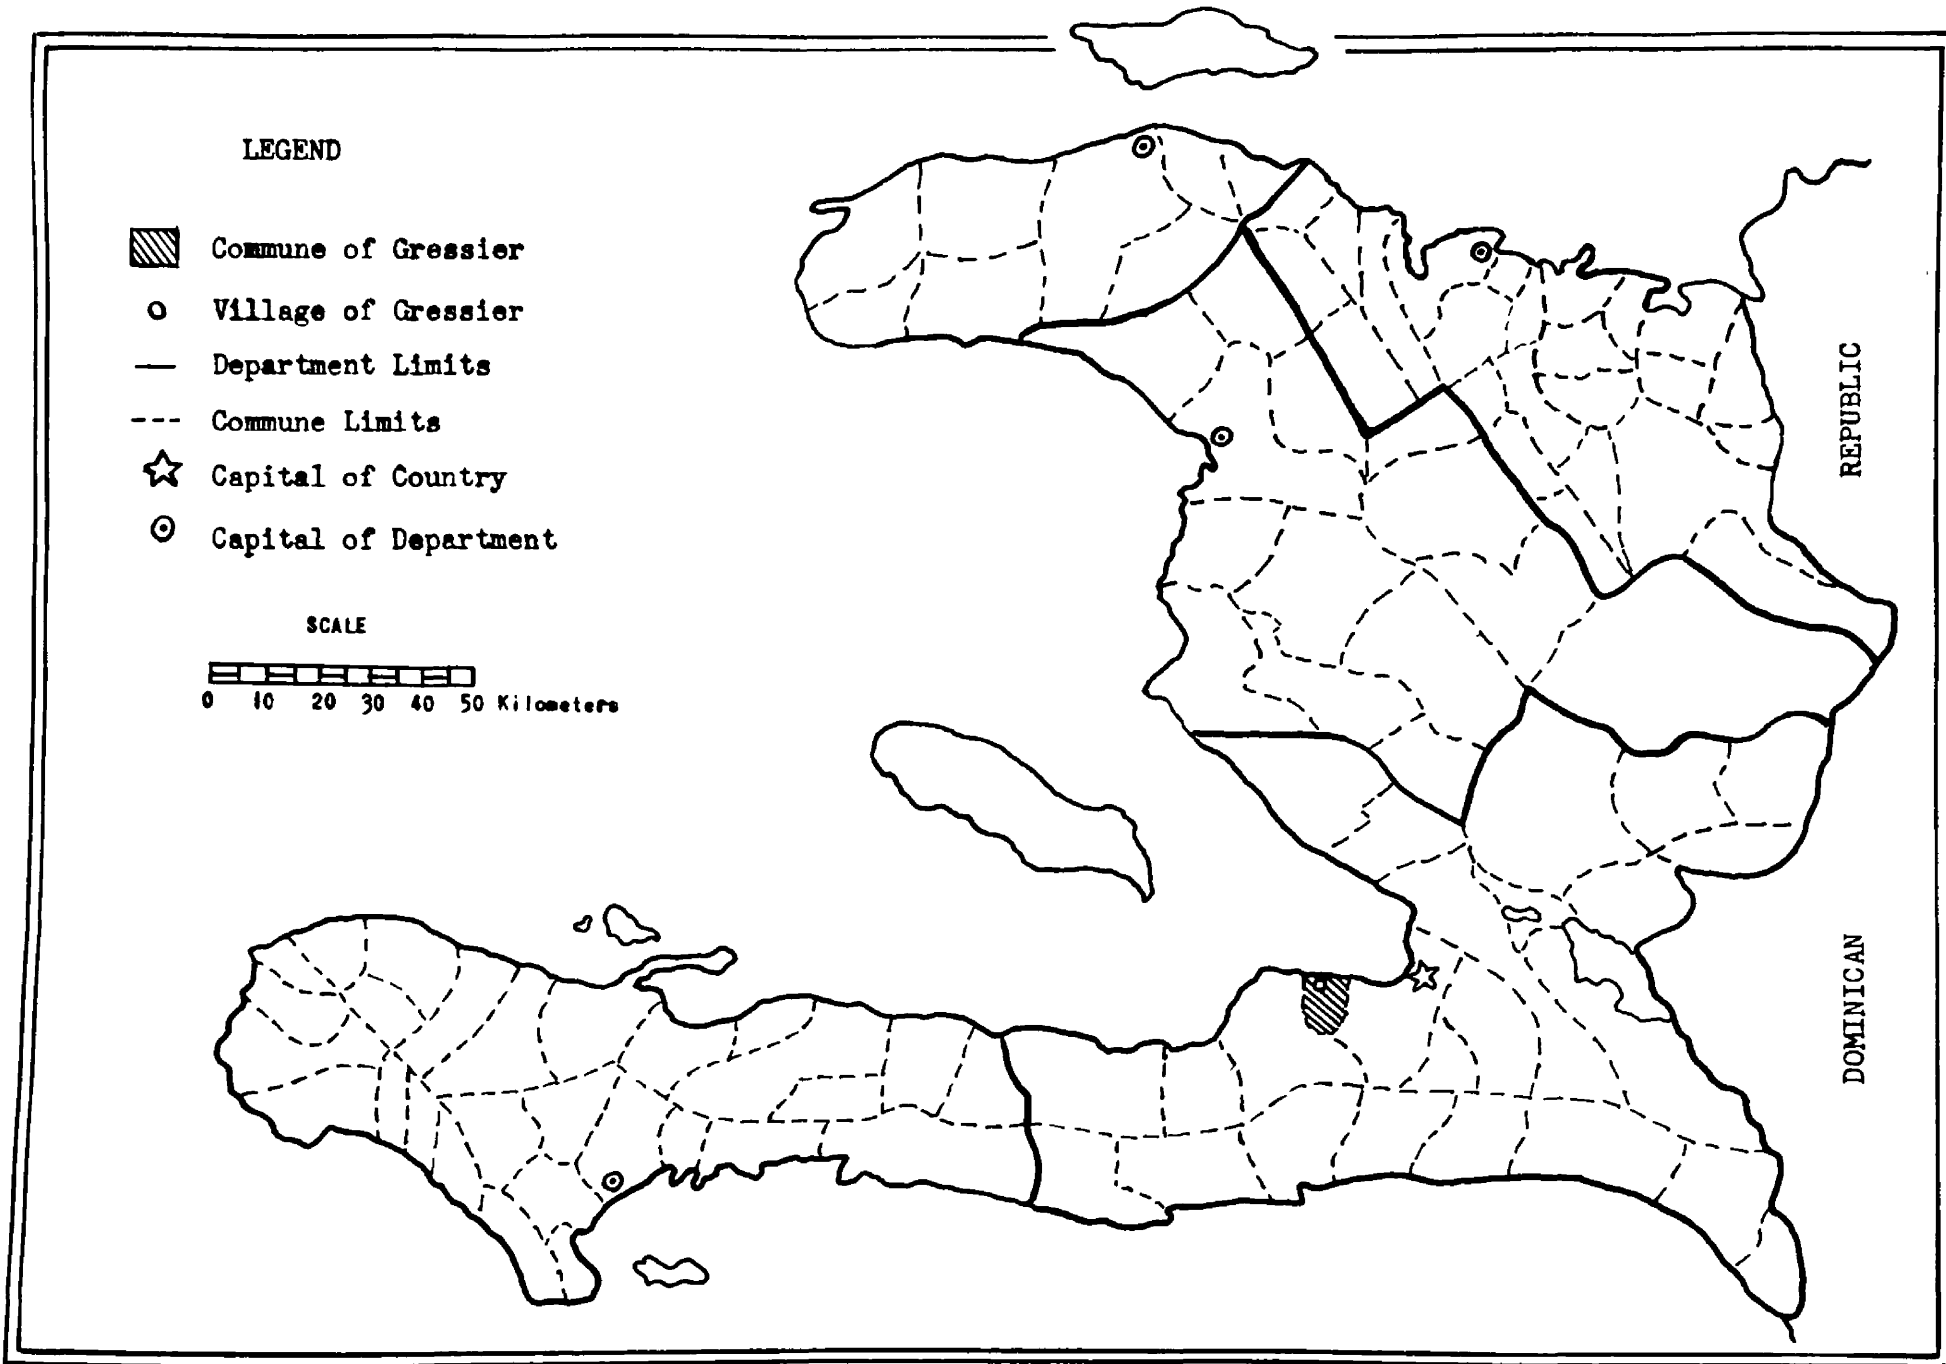 LEGEND
Commune of Gressier
Village of Gressier
Department Limits
Commune Limits
Capital of Country
Capital of Department
SCALE
0 10 20 30 40 50 Kilometers
REPUBLIC
DOMINICAN